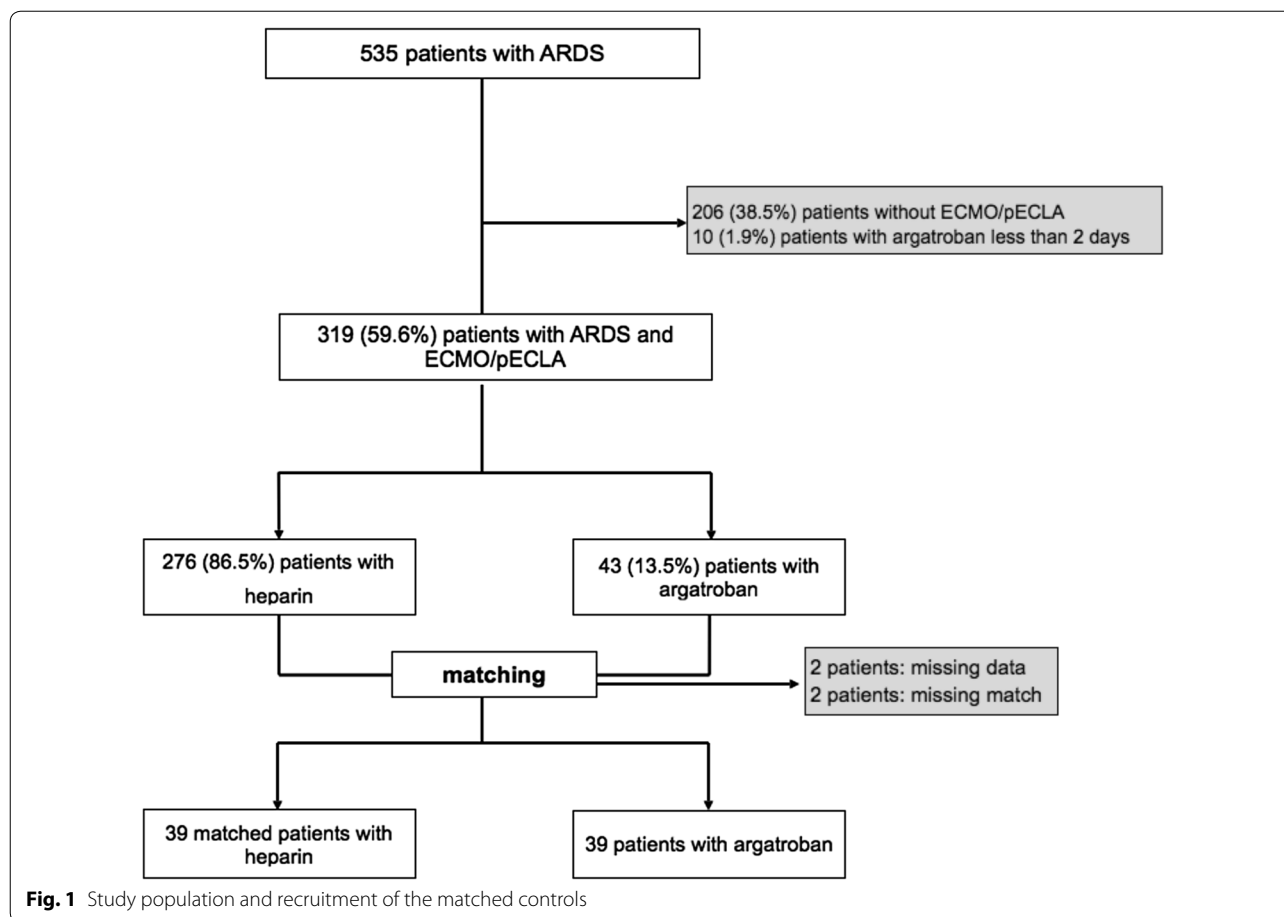 535 patients with ARDS
206 (38.5%) patients without ECMO/pECLA
10 (1.9%) patients with argatroban less than 2 days
319 (59.6%) patients with ARDS and
ECMO/pECLA
276 (86.5%) patients with
heparin
43 (13.5%) patients with
argatroban
matching
2 patients: missing data
2 patients: missing match
39 matched patients with
heparin
39 patients with argatroban
Fig. 1 Study population and recruitment of the matched controls